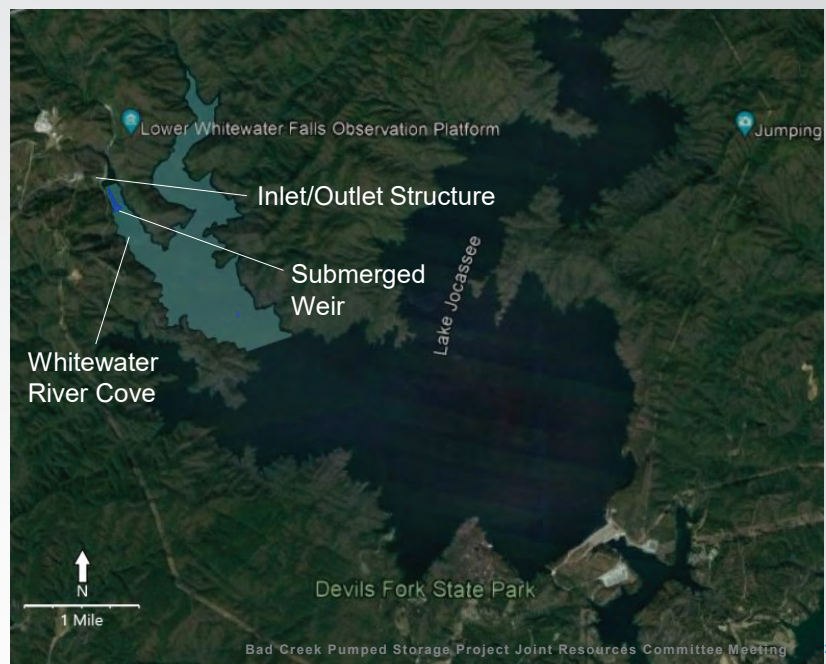 Lower Whitewater Falls Observation Platform
Jumping
Inlet/Outlet Structure
Submerged
Weir
Lake Jocassee
Whitewater
River Cove
Devils Fork State Park
N
1 Mile
Bad Creek Pumped Storage Project Joint Resources Committee Meeting